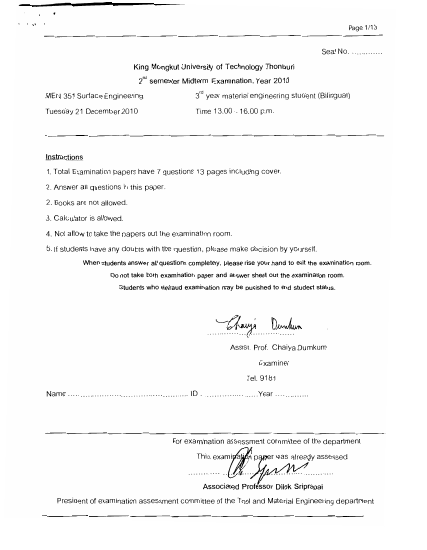 Page 1/13
Seat No. .............
King Mongkut University of Technology Thonburi
2nd semester Midterm Examination, Year 2010
MEN 351 Surface Engineering 3rd year material engineering student (Bilingual)
Tuesday 21 December 2010 Time 13.00 - 16.00 p.m.
Instructions
1. Total Examination papers have 7 questions 13 pages including cover.
2. Answer all questions in this paper.
2. Books are not allowed.
3. Calculator is allowed.
4. Not allow to take the papers out the examination room.
5. If students have any doubts with the question, please make decision by yourself.
When students answer all questions completely, please rise your hand to exit the examination room.
Do not take both examination paper and answer sheet out the examination room.
Students who defraud examination may be punished to end student status.
Chaiya Dumkum
Assist. Prof. Chaiya Dumkum
Examiner
Tel. 9181
Name .......................................... ID .................... Year .............
For examination assessment committee of the department
This examination paper was already assessed
Associated Professor Dilok Sriprapai
President of examination assessment committee of the Tool and Material Engineering department